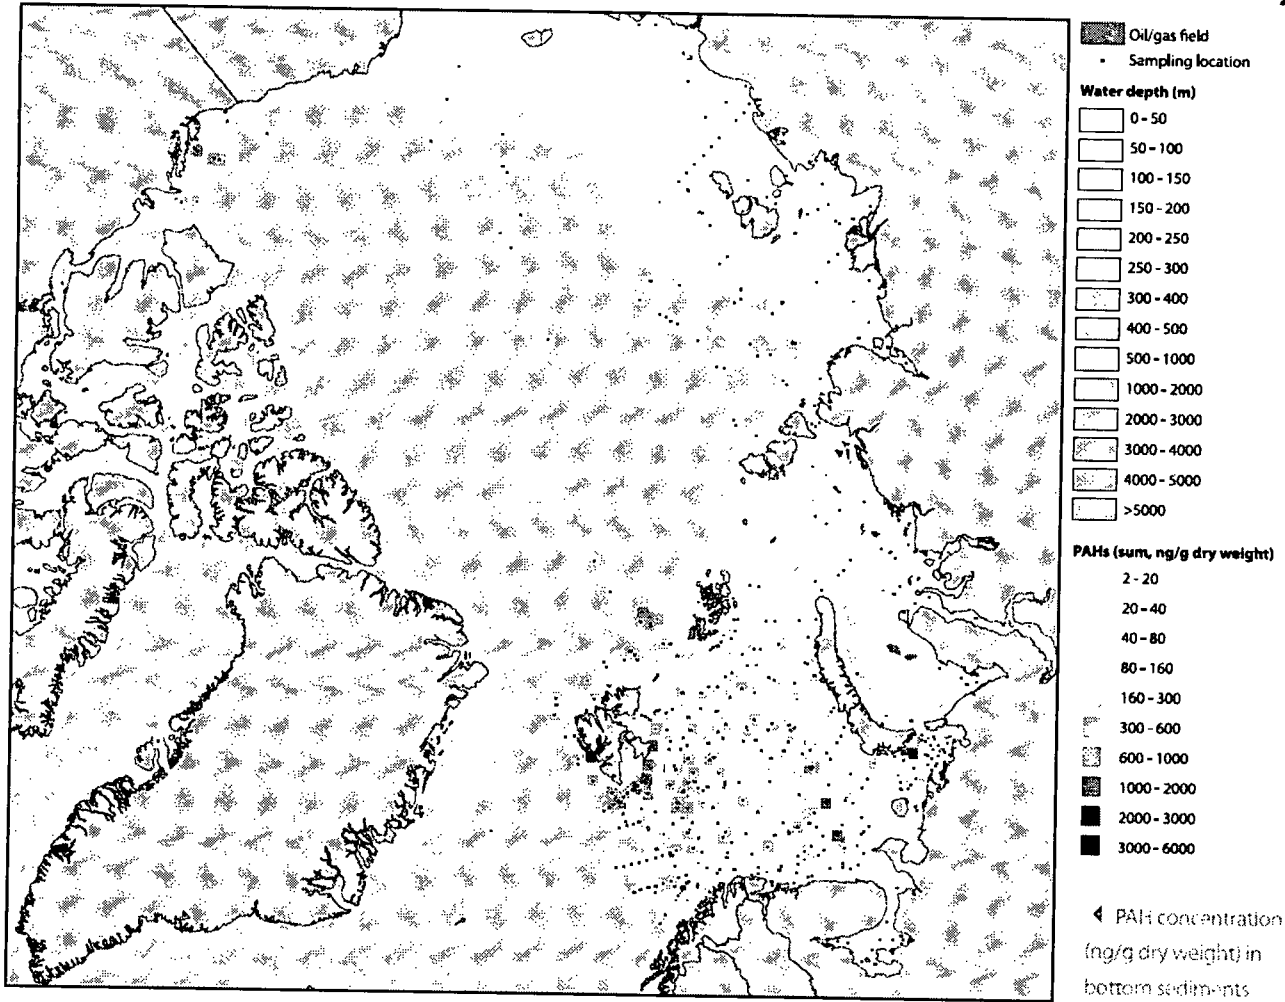 Oil/gas field
Sampling location
Water depth (m)
0 - 50
50 - 100
100 - 150
150 - 200
200 - 250
250 - 300
300 - 400
400 - 500
500 - 1000
1000 - 2000
2000 - 3000
3000 - 4000
4000 - 5000
>5000
PAHs (sum, ng/g dry weight)
2 - 20
20 - 40
40 - 80
80 - 160
160 - 300
300 - 600
600 - 1000
1000 - 2000
2000 - 3000
3000 - 6000
PAH concentration
(ng/g dry weight) in
bottom sediments